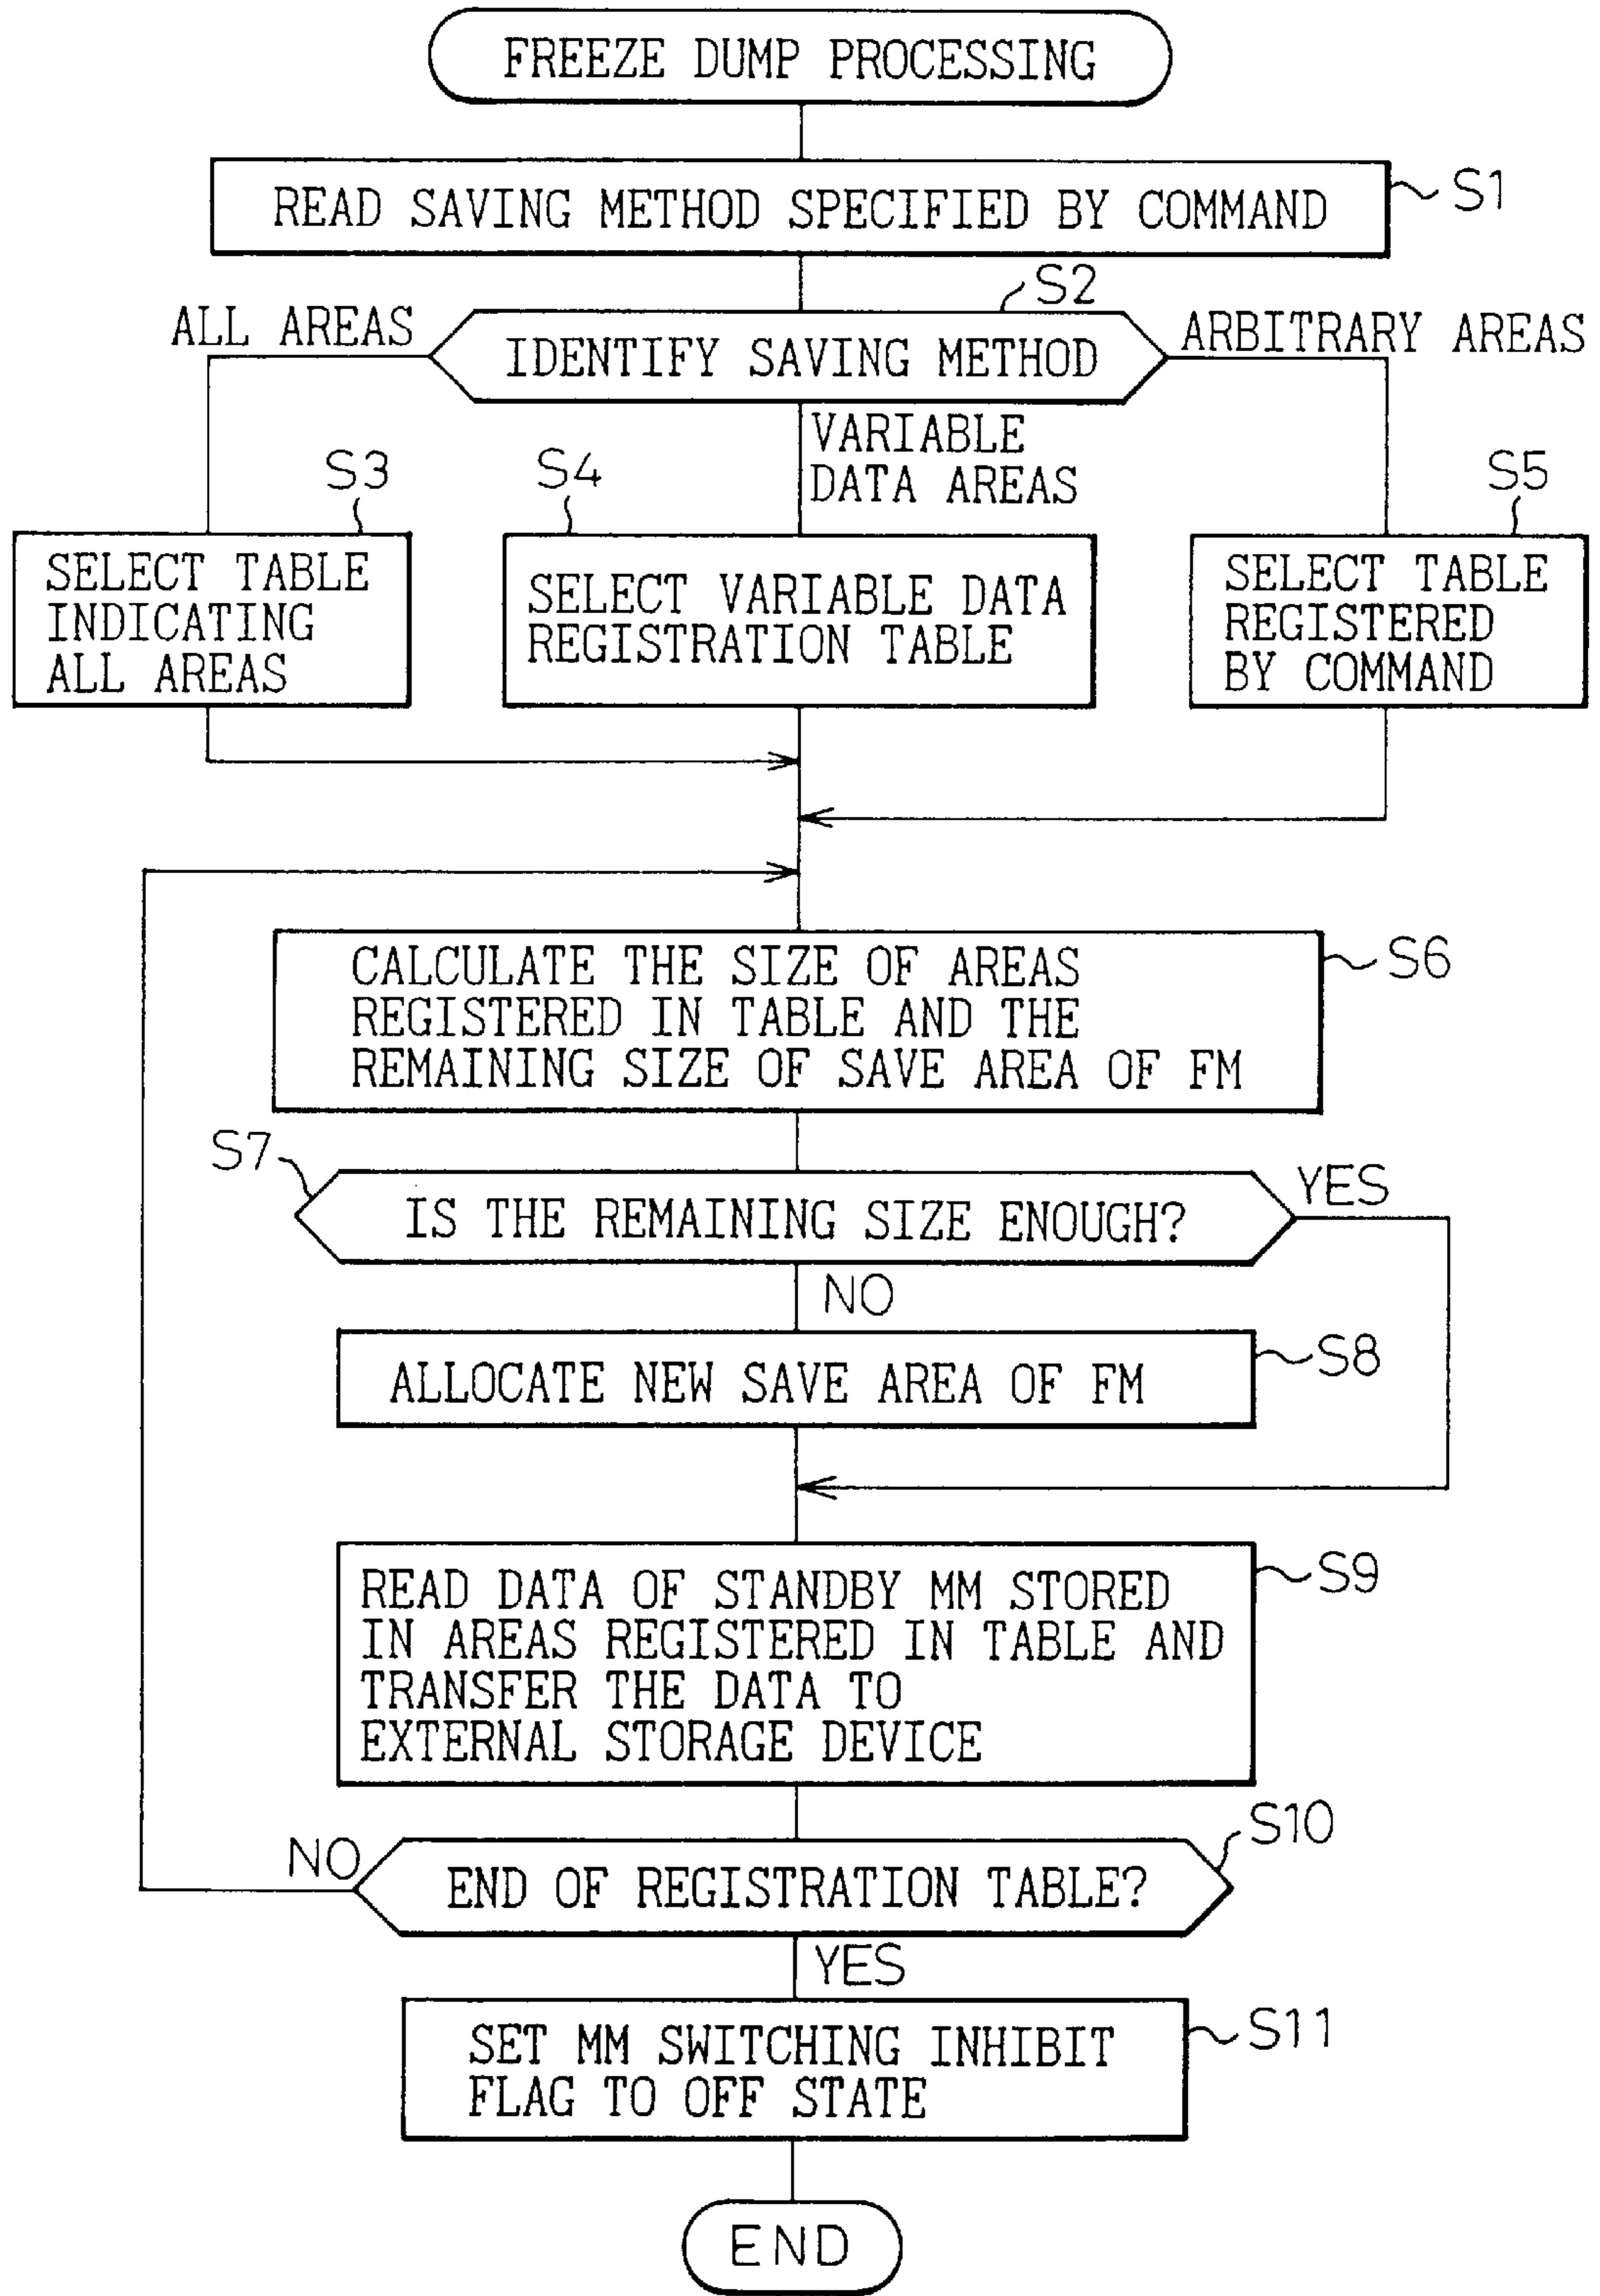 FREEZE DUMP PROCESSING
READ SAVING METHOD SPECIFIED BY COMMAND
S1
S2
ALL AREAS
IDENTIFY SAVING METHOD
ARBITRARY AREAS
VARIABLE
DATA AREAS
S3
SELECT TABLE
INDICATING
ALL AREAS
S4
SELECT VARIABLE DATA
REGISTRATION TABLE
S5
SELECT TABLE
REGISTERED
BY COMMAND
S6
CALCULATE THE SIZE OF AREAS
REGISTERED IN TABLE AND THE
REMAINING SIZE OF SAVE AREA OF FM
S7
IS THE REMAINING SIZE ENOUGH?
YES
NO
ALLOCATE NEW SAVE AREA OF FM
S8
READ DATA OF STANDBY MM STORED
IN AREAS REGISTERED IN TABLE AND
TRANSFER THE DATA TO
EXTERNAL STORAGE DEVICE
S9
S10
NO
END OF REGISTRATION TABLE?
YES
SET MM SWITCHING INHIBIT
FLAG TO OFF STATE
S11
END